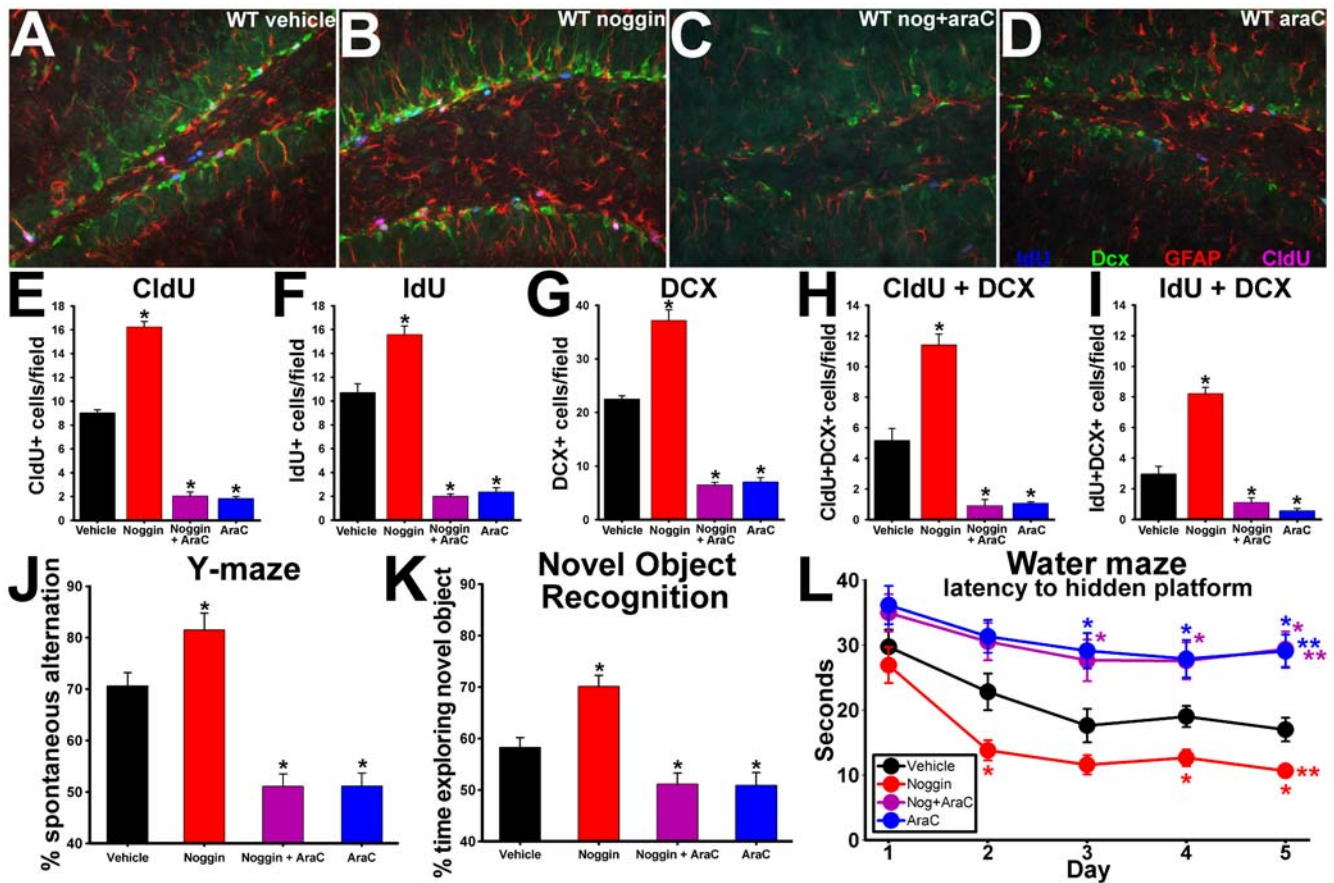 A WT vehicle
B WT noggin
C WT nog+araC
D WT araC
IdU Dcx GFAP CldU
E CldU
CldU+ cells/field
18
16
14
12
10
8
6
4
2
0
Vehicle Noggin Noggin + AraC AraC
* * *
F IdU
IdU+ cells/field
18
16
14
12
10
8
6
4
2
0
Vehicle Noggin Noggin + AraC AraC
* * *
G DCX
DCX+ cells/field
40
30
20
10
0
Vehicle Noggin Noggin + AraC AraC
* * *
H CldU + DCX
CldU+DCX+ cells/field
14
12
10
8
6
4
2
0
Vehicle Noggin Noggin + AraC AraC
* * *
I IdU + DCX
IdU+DCX+ cells/field
14
12
10
8
6
4
2
0
Vehicle Noggin Noggin + AraC AraC
* * *
J Y-maze
% spontaneous alternation
90
80
70
60
50
40
Vehicle Noggin Noggin + AraC AraC
* * *
K Novel Object
Recognition
% time exploring novel object
90
80
70
60
50
40
Vehicle Noggin Noggin + AraC AraC
* * *
L Water maze
latency to hidden platform
Seconds
40
30
20
10
0
* * * * * * ** **
* * * **
Vehicle
Noggin
Nog+AraC
AraC
1 2 3 4 5
Day